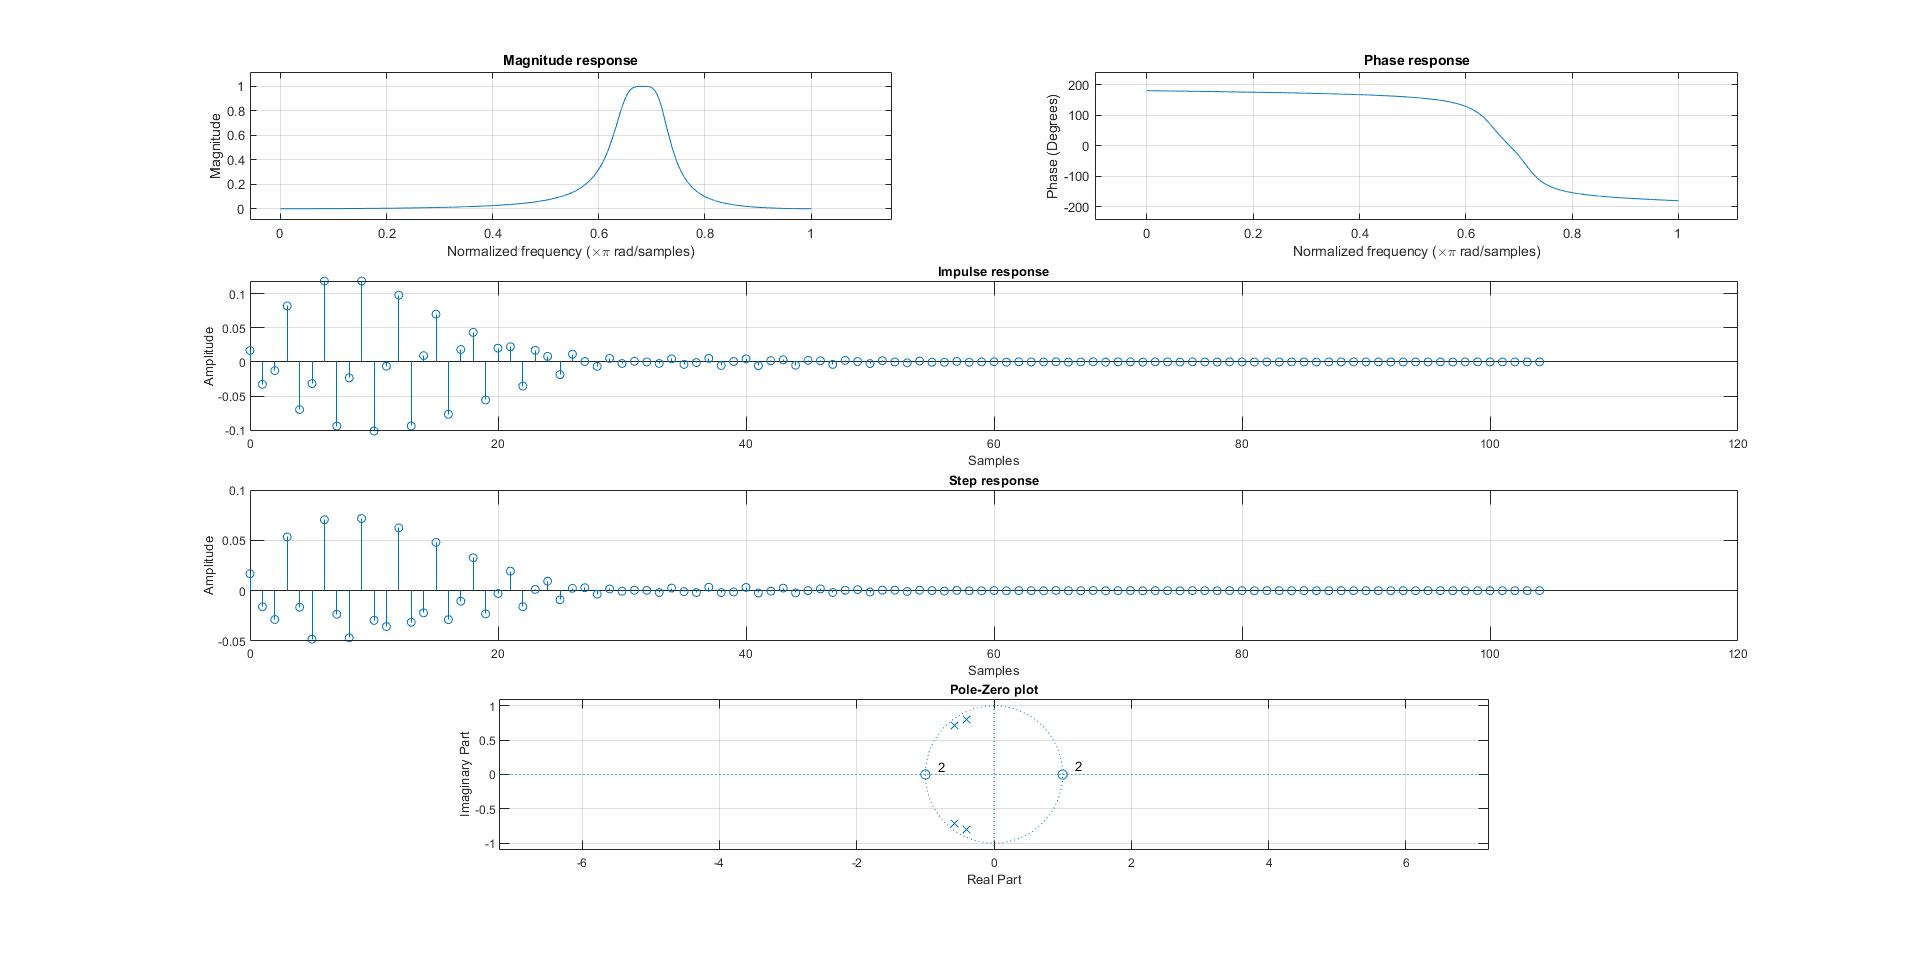 Magnitude response
Magnitude
1
0.8
0.6
0.4
0.2
0
0 0.2 0.4 0.6 0.8 1
Normalized frequency (×π rad/samples)
Phase response
Phase (Degrees)
200
100
0
-100
-200
0 0.2 0.4 0.6 0.8 1
Normalized frequency (×π rad/samples)
Impulse response
Amplitude
0.1
0.05
0
-0.05
-0.1
0 20 40 60 80 100 120
Samples
Step response
Amplitude
0.1
0.05
0
-0.05
0 20 40 60 80 100 120
Samples
Pole-Zero plot
Imaginary Part
1
0.5
0
-0.5
-1
2 2
-6 -4 -2 0 2 4 6
Real Part